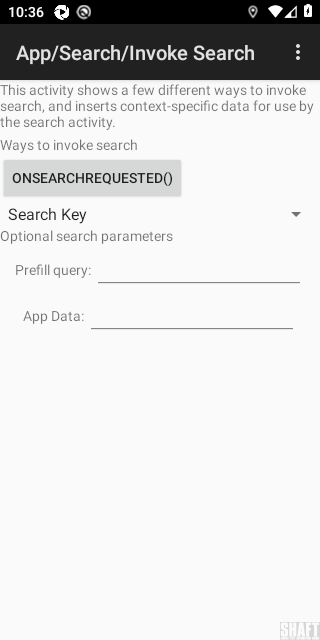 10:36
App/Search/Invoke Search
This activity shows a few different ways to invoke
search, and inserts context-specific data for use by
the search activity.
Ways to invoke search
ONSEARCHREQUESTED()
Search Key
Optional search parameters
Prefill query:
App Data:
SHAFT